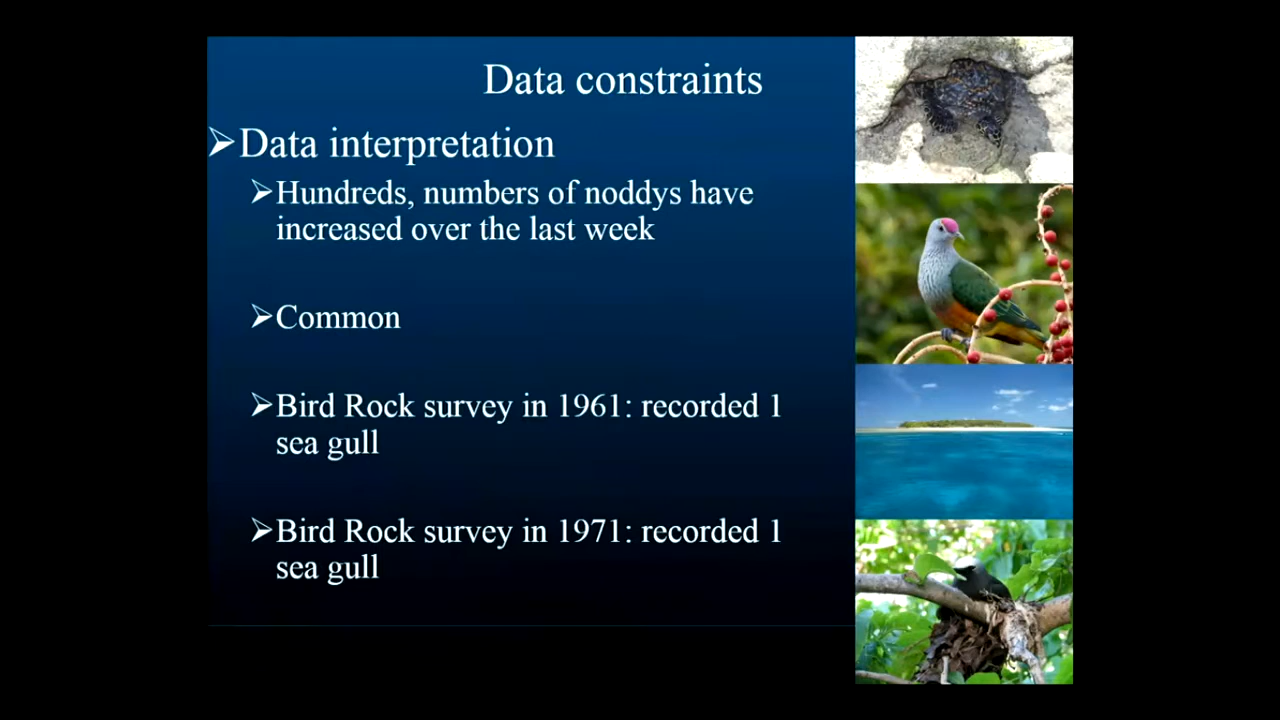 Data constraints
➢Data interpretation
➢Hundreds, numbers of noddys have
increased over the last week
➢Common
➢Bird Rock survey in 1961: recorded 1
sea gull
➢Bird Rock survey in 1971: recorded 1
sea gull